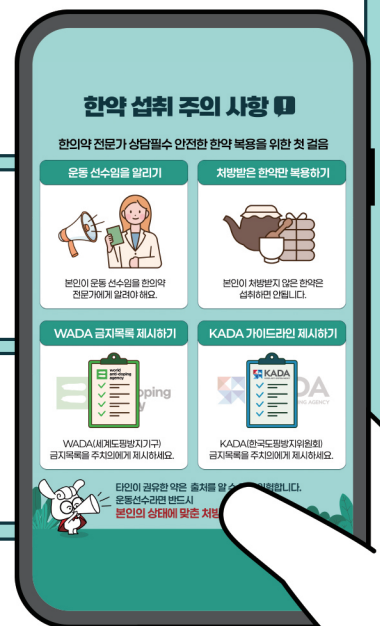 한약 섭취 주의 사항 !
한의약 전문가 상담필수 안전한 한약 복용을 위한 첫 걸음
운동 선수임을 알리기
본인이 운동 선수임을 한의약
전문가에게 알려야 해요.
처방받은 한약만 복용하기
본인이 처방받지 않은 한약은
섭취하면 안됩니다.
WADA 금지목록 제시하기
world
anti-doping
agency
WADA(세계도핑방지기구)
금지목록을 주치의에게 제시하세요.
KADA 가이드라인 제시하기
KADA
KADA(한국도핑방지위원회)
금지목록을 주치의에게 제시하세요.
타인이 권유한 약은 출처를 알 수
운동선수라면 반드시
본인의 상태에 맞춘 처방